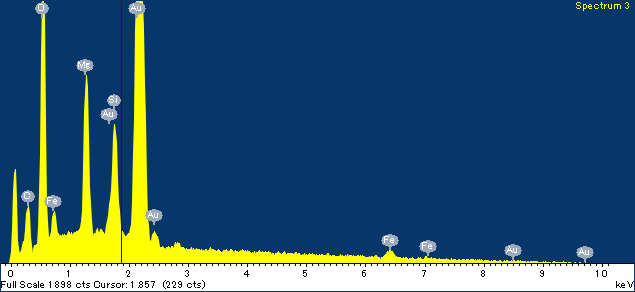 Spectrum 3
O
Au
Mg
Si
Au
O
Fe
Au
Fe
Fe
Au
Au
0 1 2 3 4 5 6 7 8 9 10
Full Scale 1898 cts Cursor: 1.857 (229 cts) keV